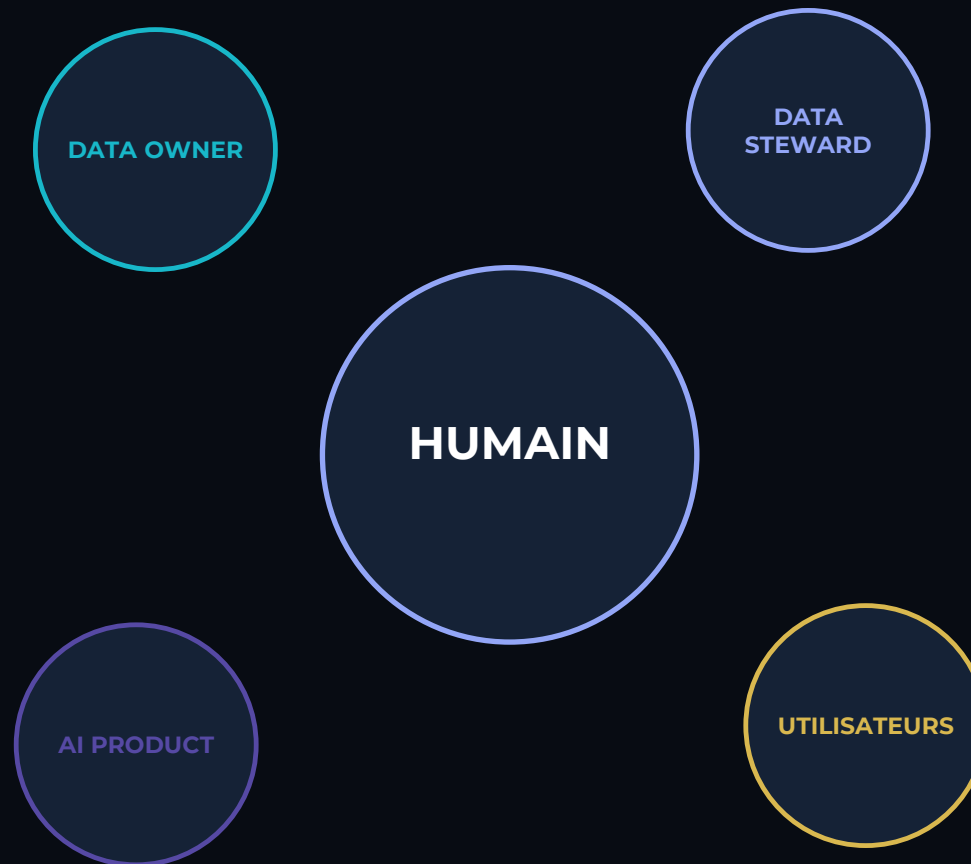 DATA OWNER
DATA
STEWARD
HUMAIN
AI PRODUCT
UTILISATEURS